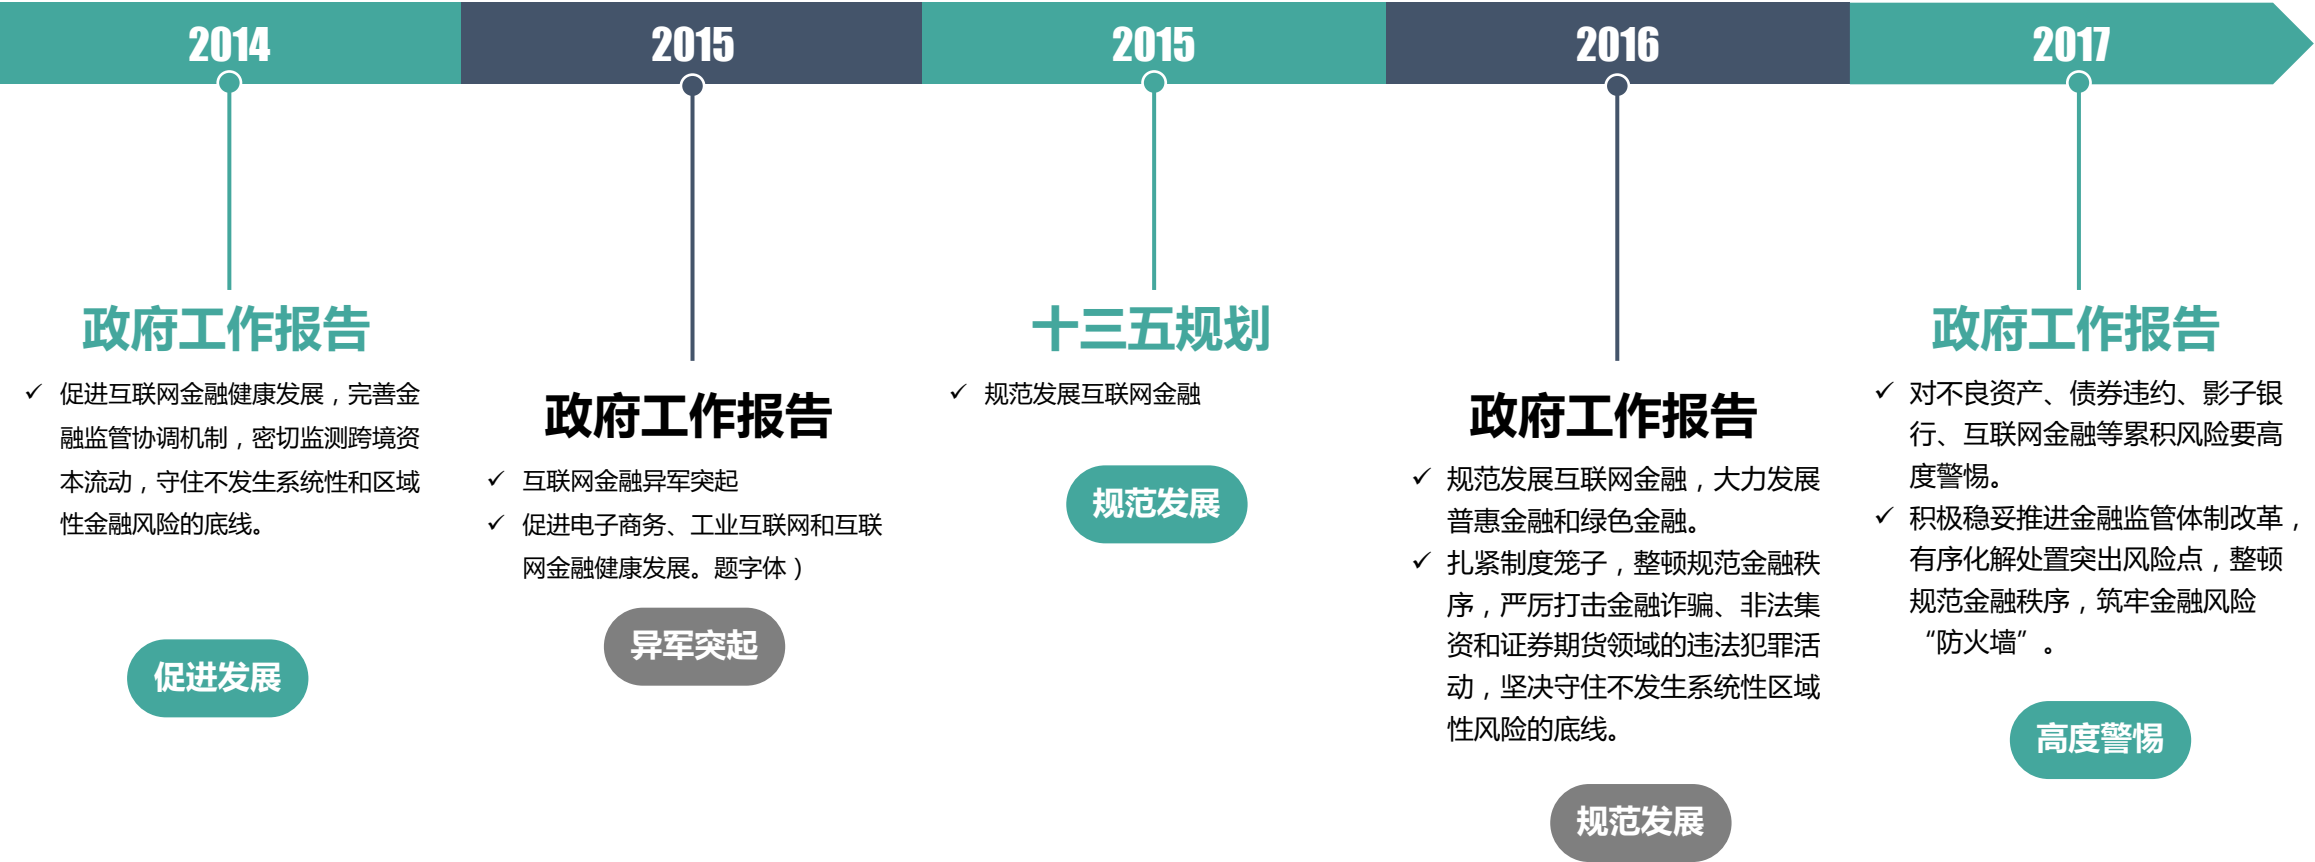 2014
2015
2015
2016
2017
政府工作报告
✓ 促进互联网金融健康发展，完善金
融监管协调机制，密切监测跨境资
本流动，守住不发生系统性和区域
性金融风险的底线。
促进发展
政府工作报告
✓ 互联网金融异军突起
✓ 促进电子商务、工业互联网和互联
网金融健康发展。题字体）
异军突起
十三五规划
✓ 规范发展互联网金融
规范发展
政府工作报告
✓ 规范发展互联网金融，大力发展
普惠金融和绿色金融。
✓ 扎紧制度笼子，整顿规范金融秩
序，严厉打击金融诈骗、非法集
资和证券期货领域的违法犯罪活
动，坚决守住不发生系统性区域
性风险的底线。
规范发展
政府工作报告
✓ 对不良资产、债券违约、影子银
行、互联网金融等累积风险要高
度警惕。
✓ 积极稳妥推进金融监管体制改革，
有序化解处置突出风险点，整顿
规范金融秩序，筑牢金融风险
“防火墙”。
高度警惕